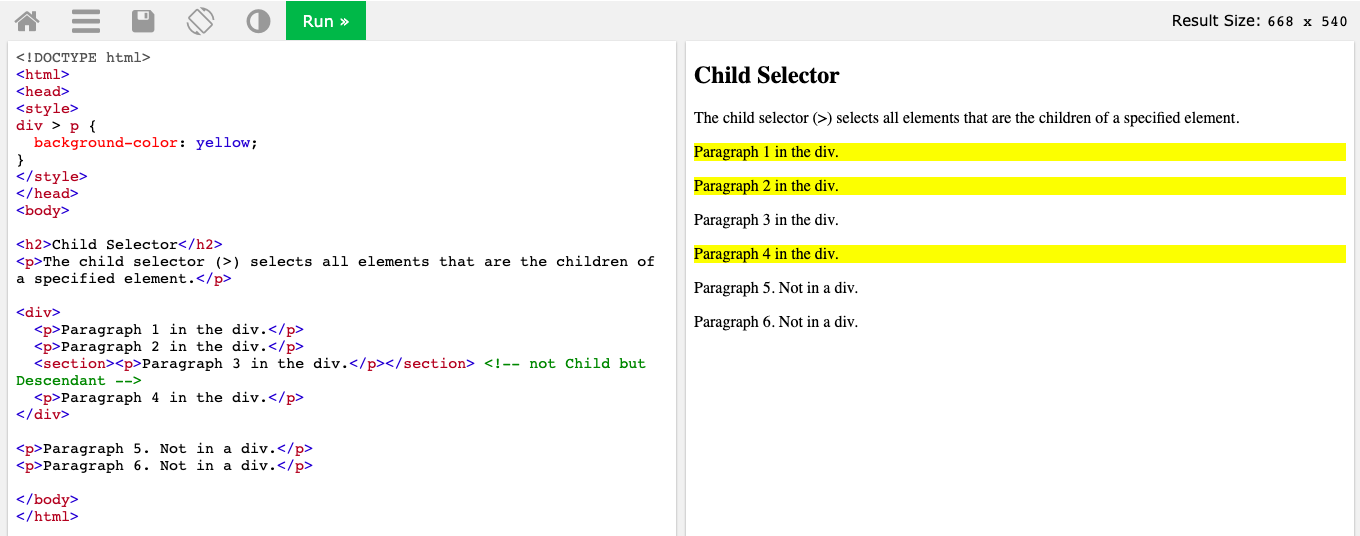 Run »
Result Size: 668 x 540
<!DOCTYPE html>
<html>
<head>
<style>
div > p {
  background-color: yellow;
}
</style>
</head>
<body>
<h2>Child Selector</h2>
<p>The child selector (>) selects all elements that are the children of
a specified element.</p>
<div>
  <p>Paragraph 1 in the div.</p>
  <p>Paragraph 2 in the div.</p>
  <section><p>Paragraph 3 in the div.</p></section> <!-- not Child but
Descendant -->
  <p>Paragraph 4 in the div.</p>
</div>
<p>Paragraph 5. Not in a div.</p>
<p>Paragraph 6. Not in a div.</p>
</body>
</html>
Child Selector
The child selector (>) selects all elements that are the children of a specified element.
Paragraph 1 in the div.
Paragraph 2 in the div.
Paragraph 3 in the div.
Paragraph 4 in the div.
Paragraph 5. Not in a div.
Paragraph 6. Not in a div.